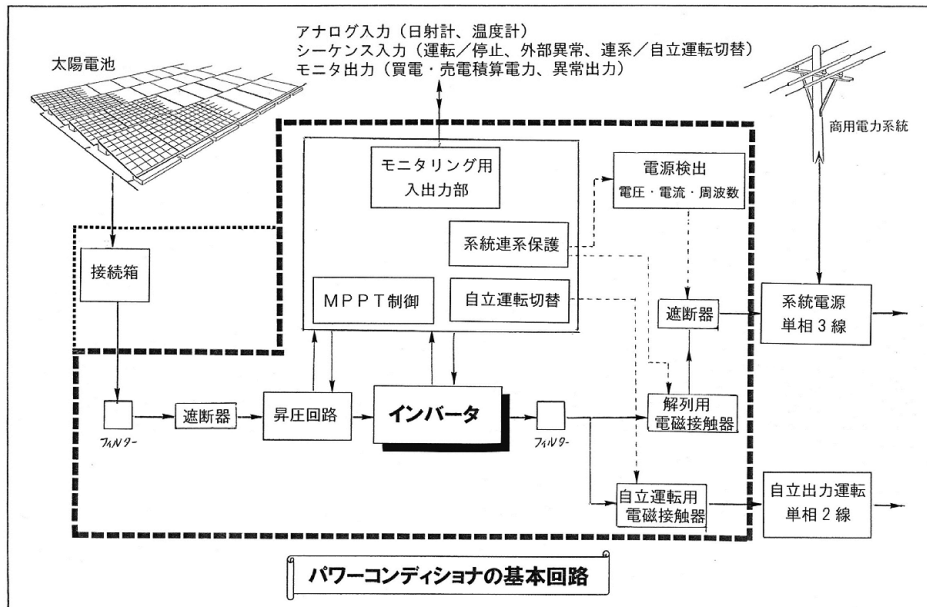 アナログ入力（日射計、温度計）
シーケンス入力（運転／停止、外部異常、連系／自立運転切替）
モニタ出力（買電・売電積算電力、異常出力）
太陽電池
商用電力系統
モニタリング用
入出力部
電源検出
電圧・電流・周波数
系統連系保護
接続箱
MPPT制御
自立運転切替
遮断器
系統電源
単相3線
フィルター
遮断器
昇圧回路
インバータ
フィルター
解列用
電磁接触器
自立運転用
電磁接触器
自立出力運転
単相2線
パワーコンディショナの基本回路